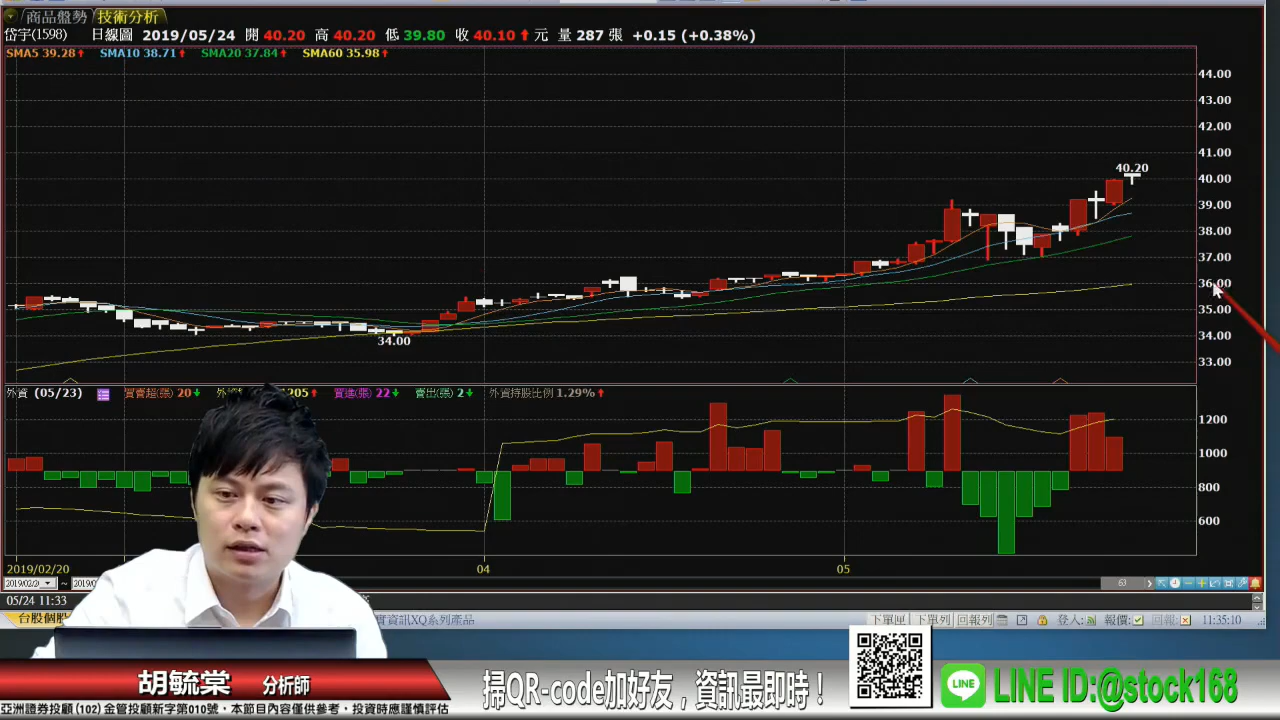 商品盤勢 技術分析
岱宇(1598) 日線圖 2019/05/24 開 40.20 高 40.20 低 39.80 收 40.10 元 量 287 張 +0.15 (+0.38%)
SMA5 39.28 SMA10 38.71 SMA20 37.84 SMA60 35.98
44.00
43.00
42.00
41.00
40.20
40.00
39.00
38.00
37.00
36.00
35.00
34.00
34.00
33.00
外資 (05/23) 買賣超(張) 20 205 買進(張) 22 賣出(張) 2 外資持股比例 1.29%
1200
1000
800
600
2019/02/20 04 05
2019/02/20 ~ 63
05/24 11:33
台股個股 資訊XQ系列產品 下單匣 下單列 回報列 登入: 報價: 回報: 11:35:10
胡毓棠 分析師
掃QR-code加好友，資訊最即時！
LINE LINE ID:@stock168
亞洲證券投顧 (102) 金管投顧新字第010號，本節目內容僅供參考，投資時應謹慎評估